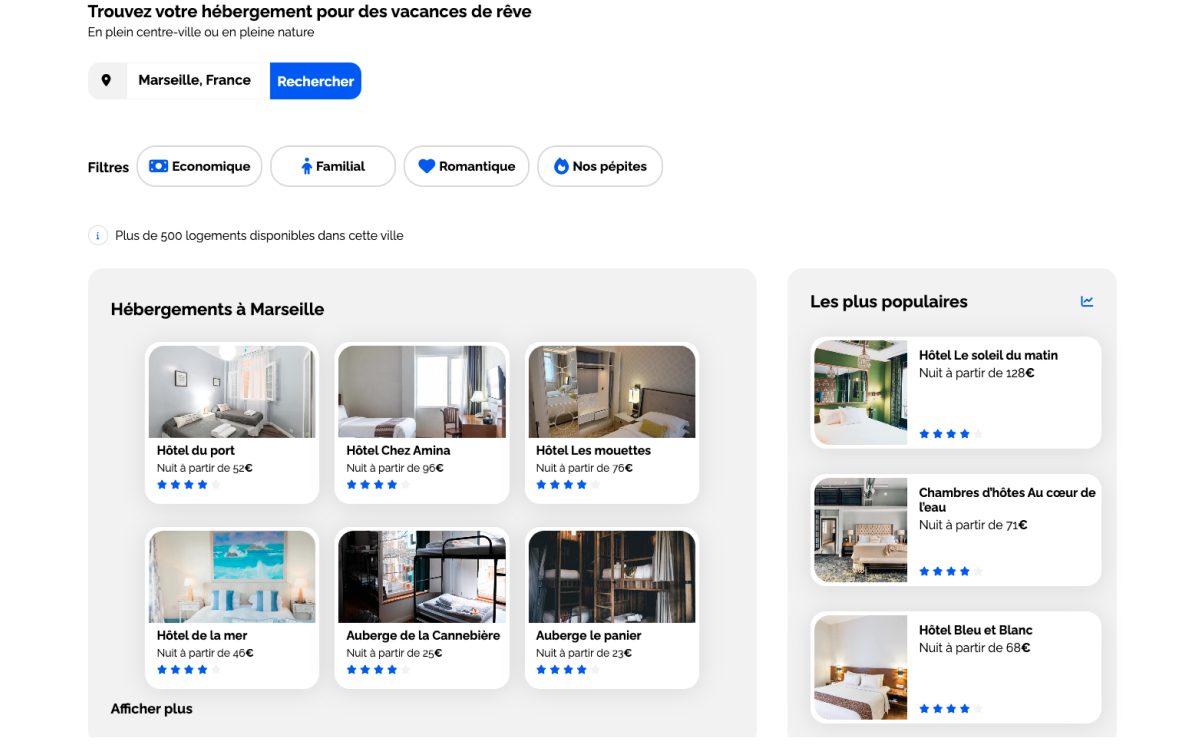 Trouvez votre hébergement pour des vacances de rêve
En plein centre-ville ou en pleine nature
Marseille, France
Rechercher
Filtres
Economique
Familial
Romantique
Nos pépites
Plus de 500 logements disponibles dans cette ville
Hébergements à Marseille
Hôtel du port
Nuit à partir de 52€
Hôtel Chez Amina
Nuit à partir de 96€
Hôtel Les mouettes
Nuit à partir de 76€
Hôtel de la mer
Nuit à partir de 46€
Auberge de la Cannebière
Nuit à partir de 25€
Auberge le panier
Nuit à partir de 23€
Afficher plus
Les plus populaires
Hôtel Le soleil du matin
Nuit à partir de 128€
Chambres d'hôtes Au cœur de
l'eau
Nuit à partir de 71€
Hôtel Bleu et Blanc
Nuit à partir de 68€